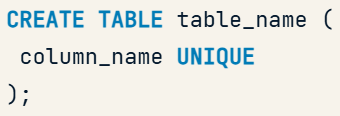 CREATE TABLE table_name (
 column_name UNIQUE
);